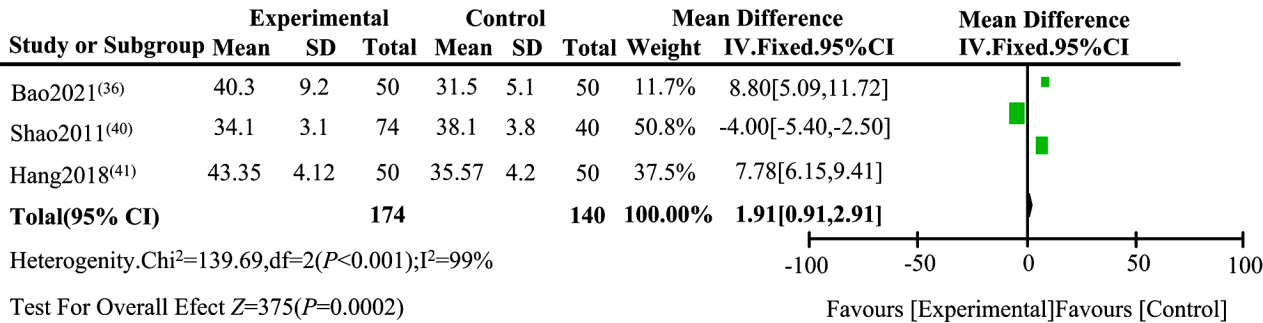 Experimental Control Mean Difference Mean Difference
Study or Subgroup Mean SD Total Mean SD Total Weight IV.Fixed.95%CI IV.Fixed.95%CI
Bao2021(36) 40.3 9.2 50 31.5 5.1 50 11.7% 8.80[5.09,11.72]
Shao2011(40) 34.1 3.1 74 38.1 3.8 40 50.8% -4.00[-5.40,-2.50]
Hang2018(41) 43.35 4.12 50 35.57 4.2 50 37.5% 7.78[6.15,9.41]
Tolal(95% CI) 174 140 100.00% 1.91[0.91,2.91]
Heterogenity.Chi²=139.69,df=2(P<0.001);I²=99%
-100 -50 0 50 100
Test For Overall Efect Z=375(P=0.0002)
Favours [Experimental]Favours [Control]